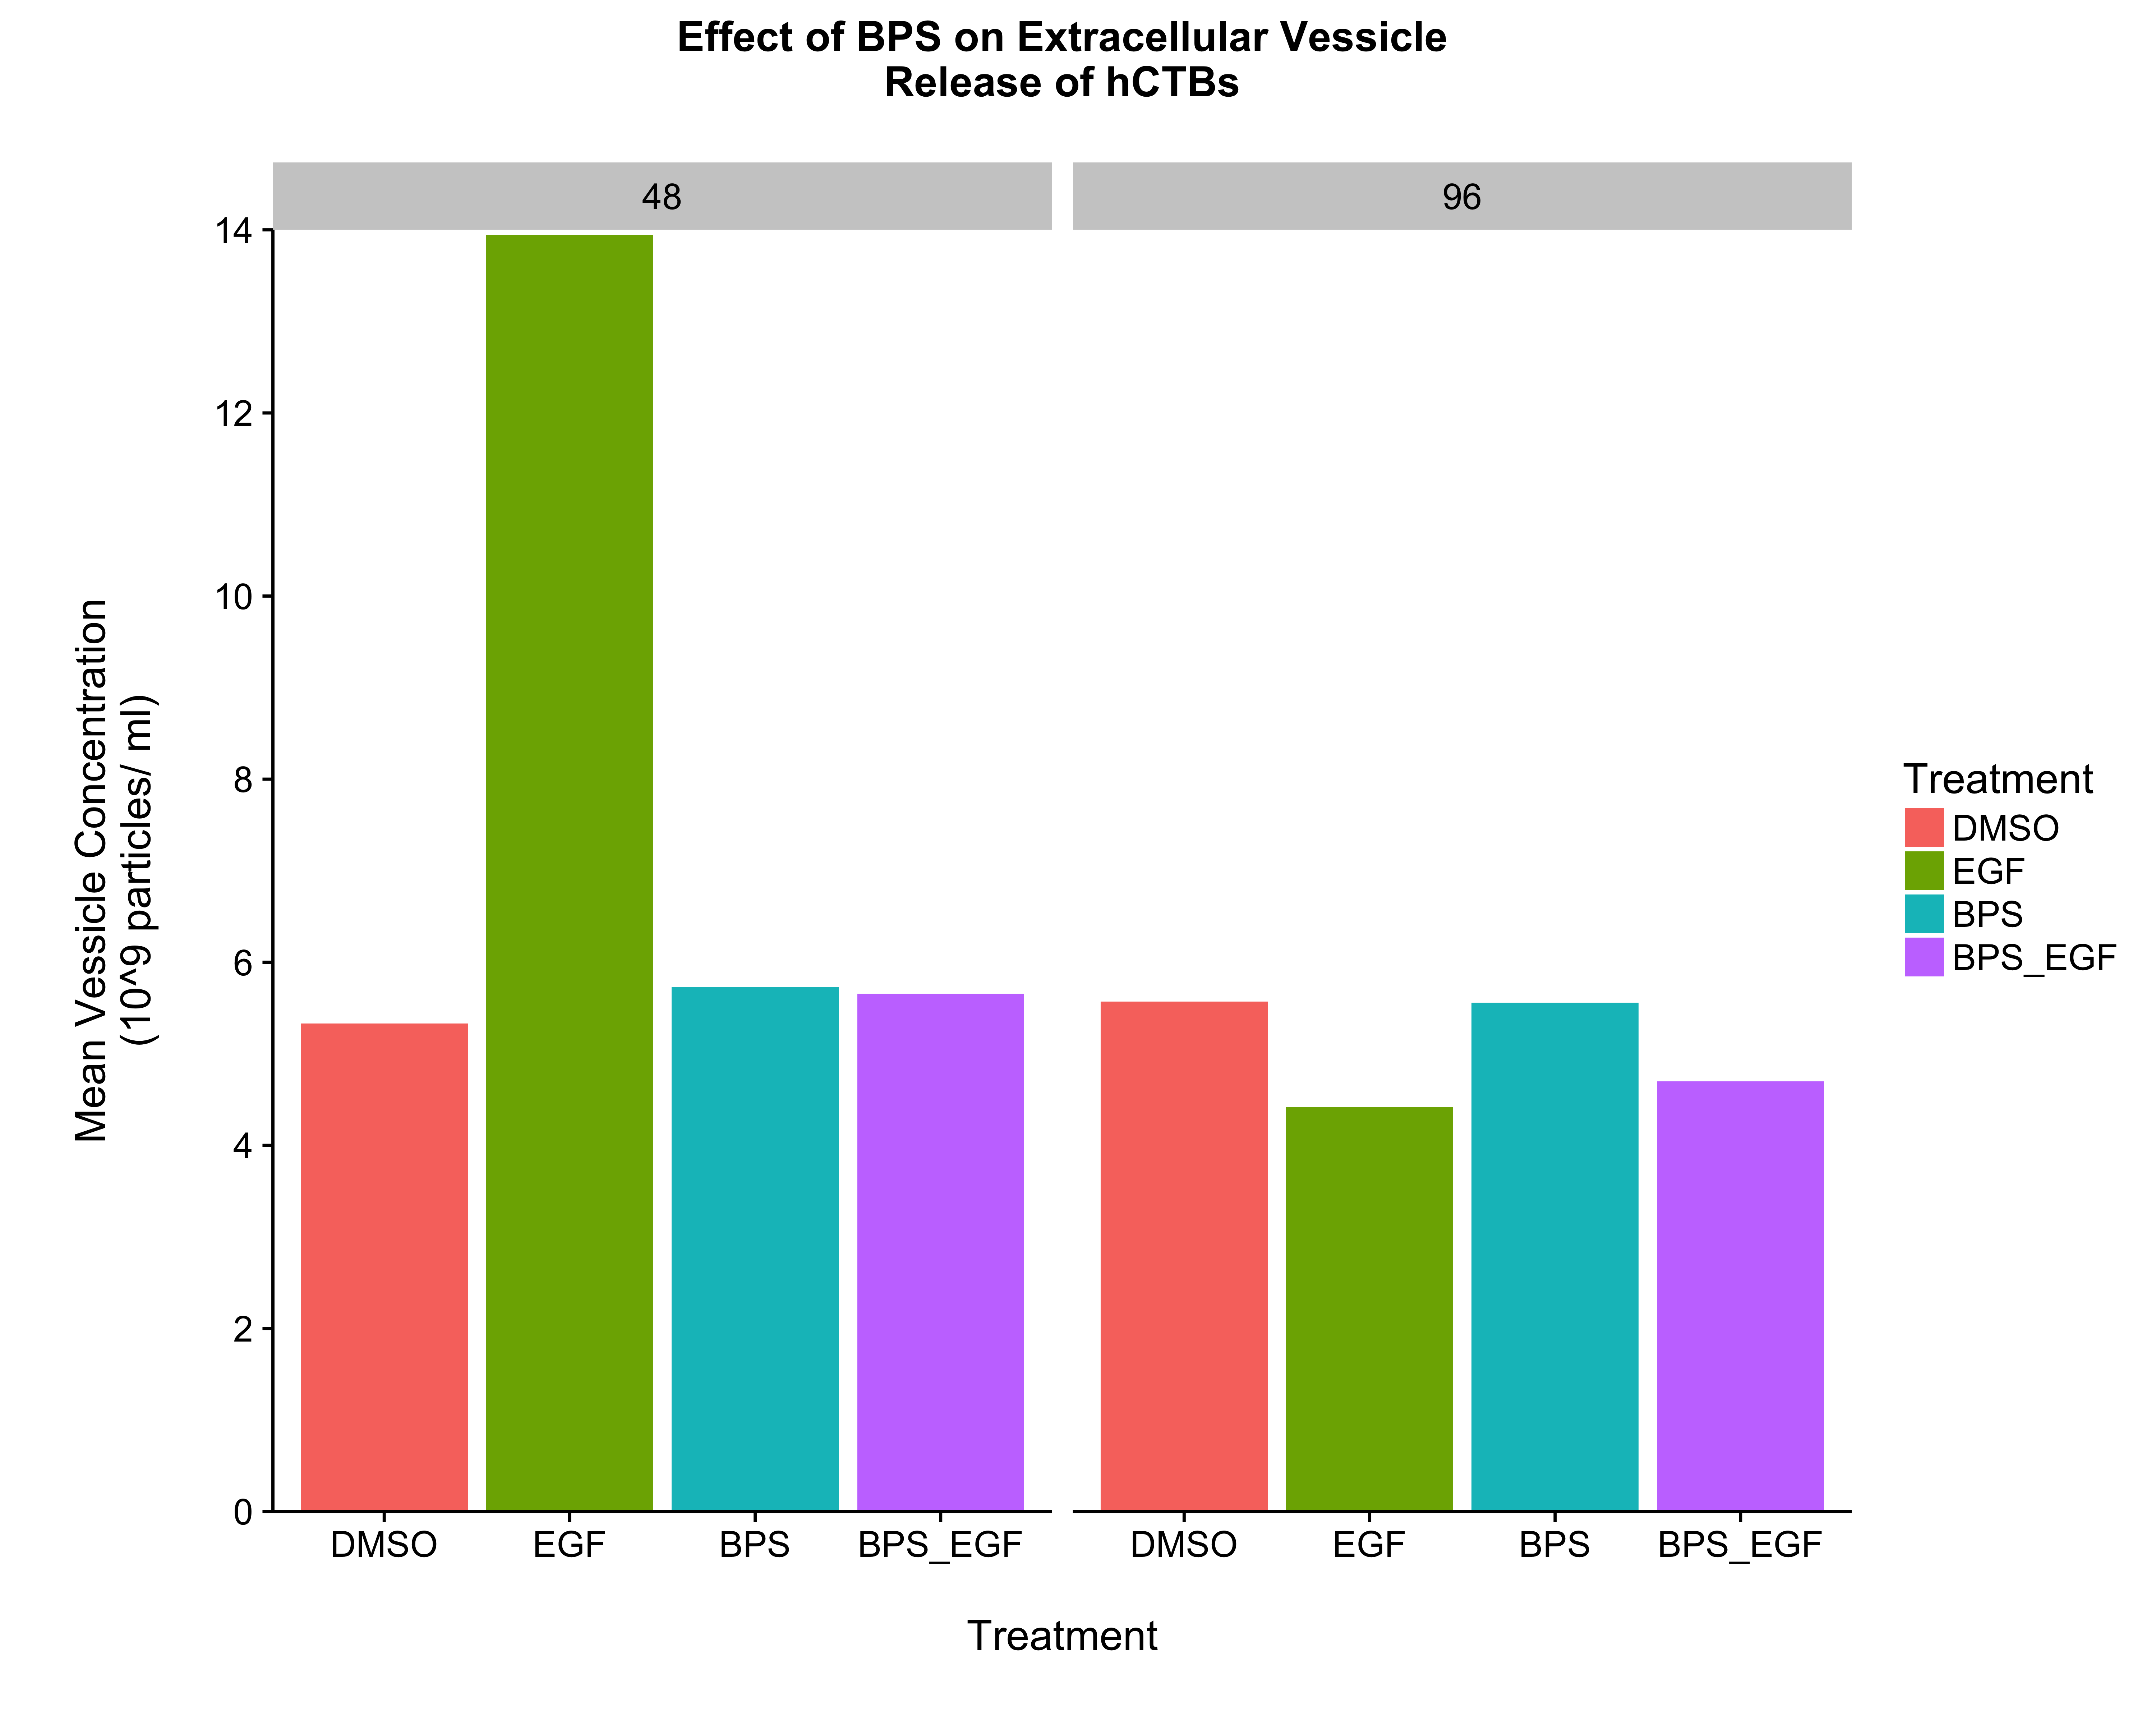 Effect of BPS on Extracellular Vessicle
Release of hCTBs
48
96
14
12
10
8
6
4
2
0
Mean Vessicle Concentration
(10^9 particles/ ml)
DMSO
EGF
BPS
BPS_EGF
DMSO
EGF
BPS
BPS_EGF
Treatment
Treatment
DMSO
EGF
BPS
BPS_EGF